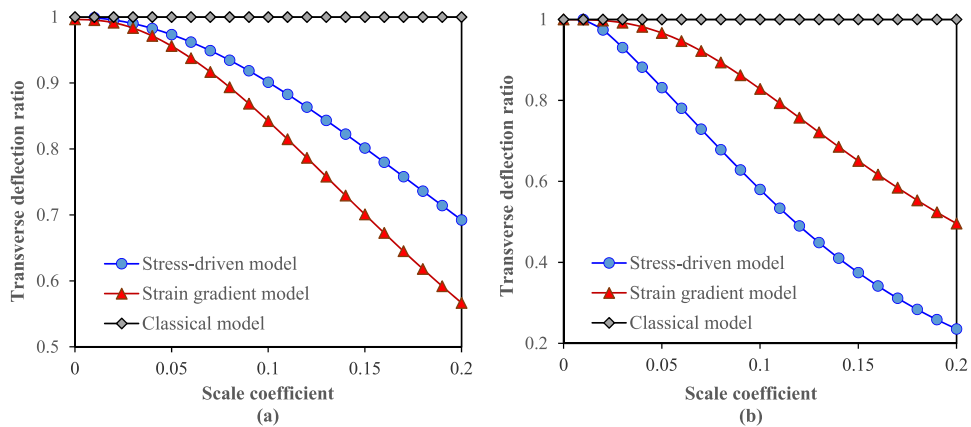 Transverse deflection ratio
1
0.9
0.8
0.7
0.6
0.5
Stress-driven model
Strain gradient model
Classical model
0
0.05
0.1
0.15
0.2
Scale coefficient
(a)
Transverse deflection ratio
1
0.8
0.6
0.4
0.2
Stress-driven model
Strain gradient model
Classical model
0
0.05
0.1
0.15
0.2
Scale coefficient
(b)